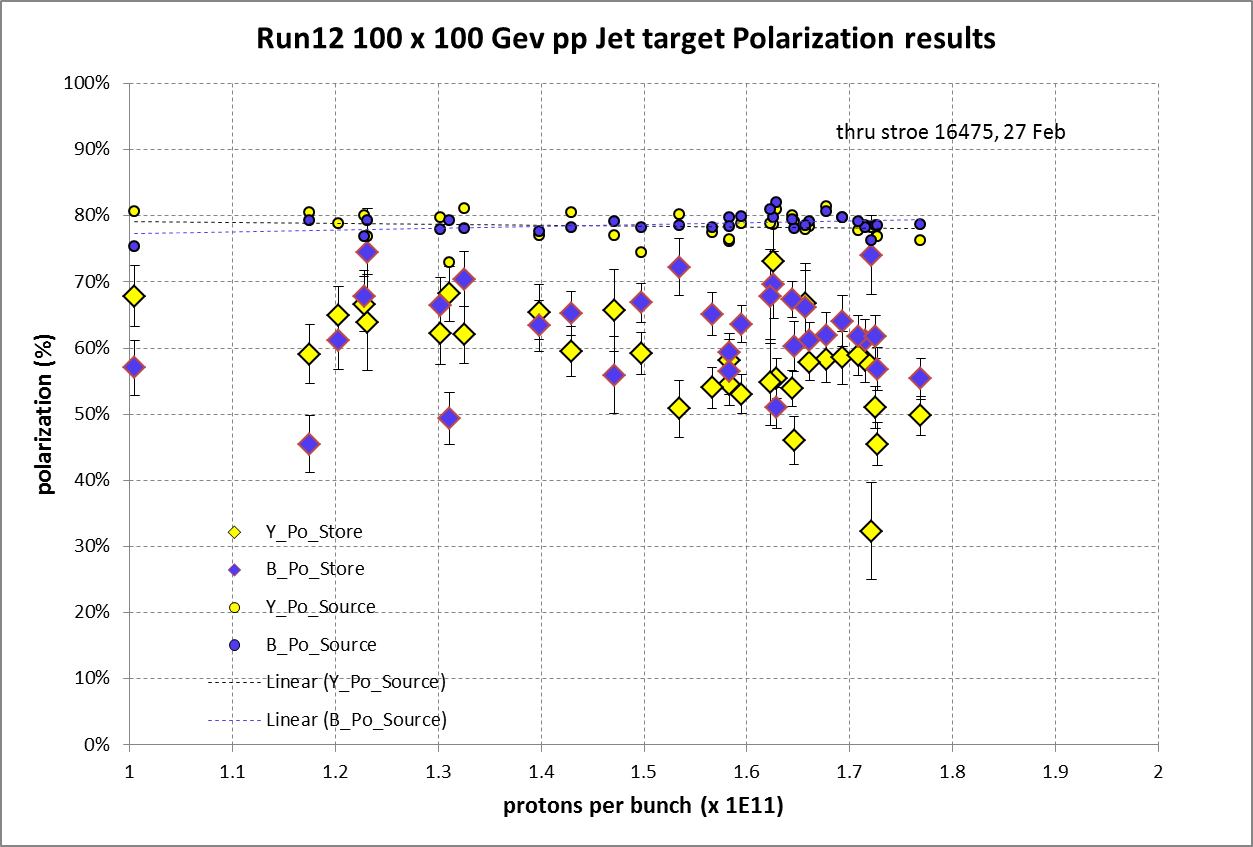 Run12 100 x 100 Gev pp Jet target Polarization results
100%
90%
80%
70%
60%
50%
40%
30%
20%
10%
0%
thru stroe 16475, 27 Feb
polarization (%)
Y_Po_Store
B_Po_Store
Y_Po_Source
B_Po_Source
Linear (Y_Po_Source)
Linear (B_Po_Source)
1 1.1 1.2 1.3 1.4 1.5 1.6 1.7 1.8 1.9 2
protons per bunch (x 1E11)